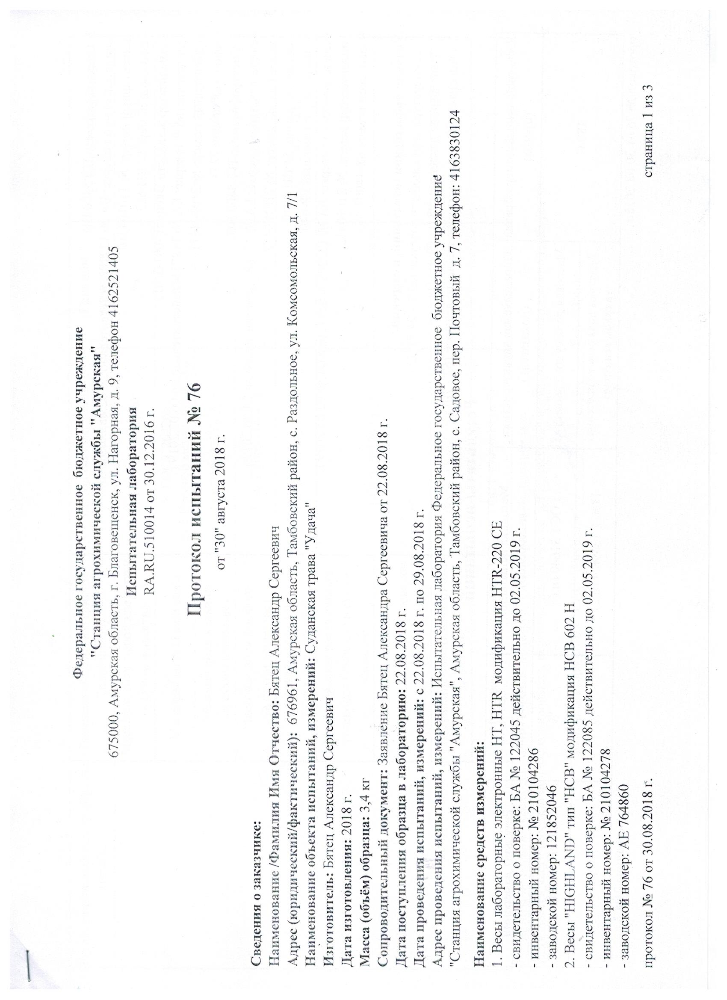 Федеральное государственное бюджетное учреждение
"Станция агрохимической службы "Амурская"
675000, Амурская область, г. Благовещенск, ул. Нагорная, д. 9, телефон 4162521405
Испытательная лаборатория
RA.RU.510014 от 30.12.2016 г.
Протокол испытаний № 76
от "30" августа 2018 г.
Сведения о заказчике:
Наименование /Фамилия Имя Отчество: Бятец Александр Сергеевич
Адрес (юридический/фактический): 676961, Амурская область, Тамбовский район, с. Раздольное, ул. Комсомольская, д. 7/1
Наименование объекта испытаний, измерений: Суданская трава "Удача"
Изготовитель: Бятец Александр Сергеевич
Дата изготовления: 2018 г.
Масса (объём) образца: 3,4 кг
Сопроводительный документ: Заявление Бятец Александра Сергеевича от 22.08.2018 г.
Дата поступления образца в лабораторию: 22.08.2018 г.
Дата проведения испытаний, измерений: с 22.08.2018 г. по 29.08.2018 г.
Адрес проведения испытаний, измерений: Испытательная лаборатория Федеральное государственное бюджетное учреждение
"Станция агрохимической службы "Амурская", Амурская область, Тамбовский район, с. Садовое, пер. Почтовый д. 7, телефон: 4163830124
Наименование средств измерений:
1. Весы лабораторные электронные НТ, HTR модификация HTR-220 CE
- свидетельство о поверке: БА № 122045 действительно до 02.05.2019 г.
- инвентарный номер: № 210104286
- заводской номер: 121852046
2. Весы "HIGHLAND" тип "НСВ" модификация НСВ 602 Н
- свидетельство о поверке: БА № 122085 действительно до 02.05.2019 г.
- инвентарный номер: № 210104278
- заводской номер: АЕ 764860
протокол № 76 от 30.08.2018 г.
страница 1 из 3